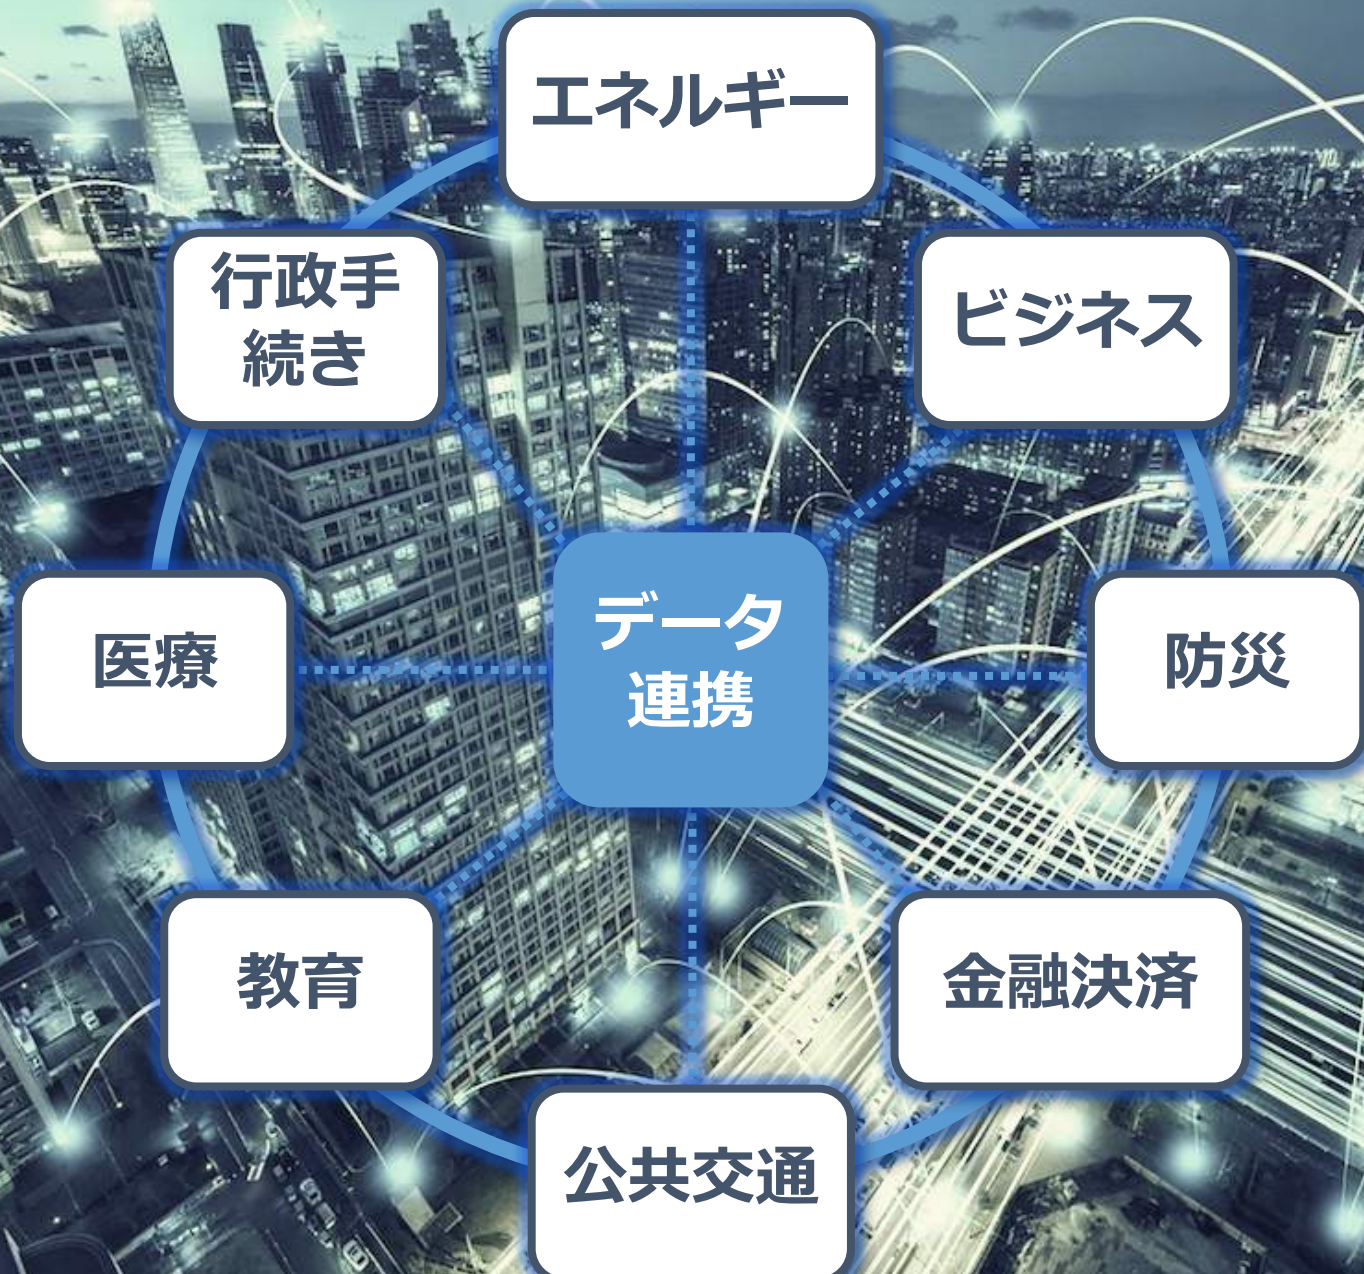 エネルギー
行政手
続き
ビジネス
データ
連携
医療
防災
教育
金融決済
公共交通